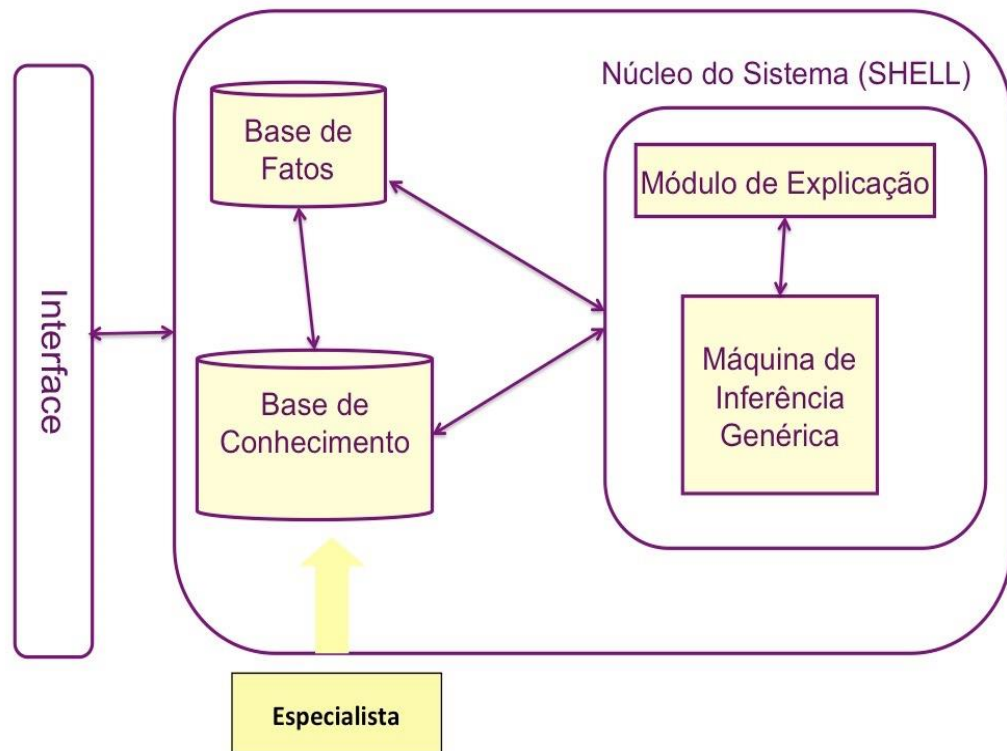 Núcleo do Sistema (SHELL)
Base de
Fatos
Módulo de Explicação
Interface
Máquina de
Inferência
Genérica
Base de
Conhecimento
Especialista